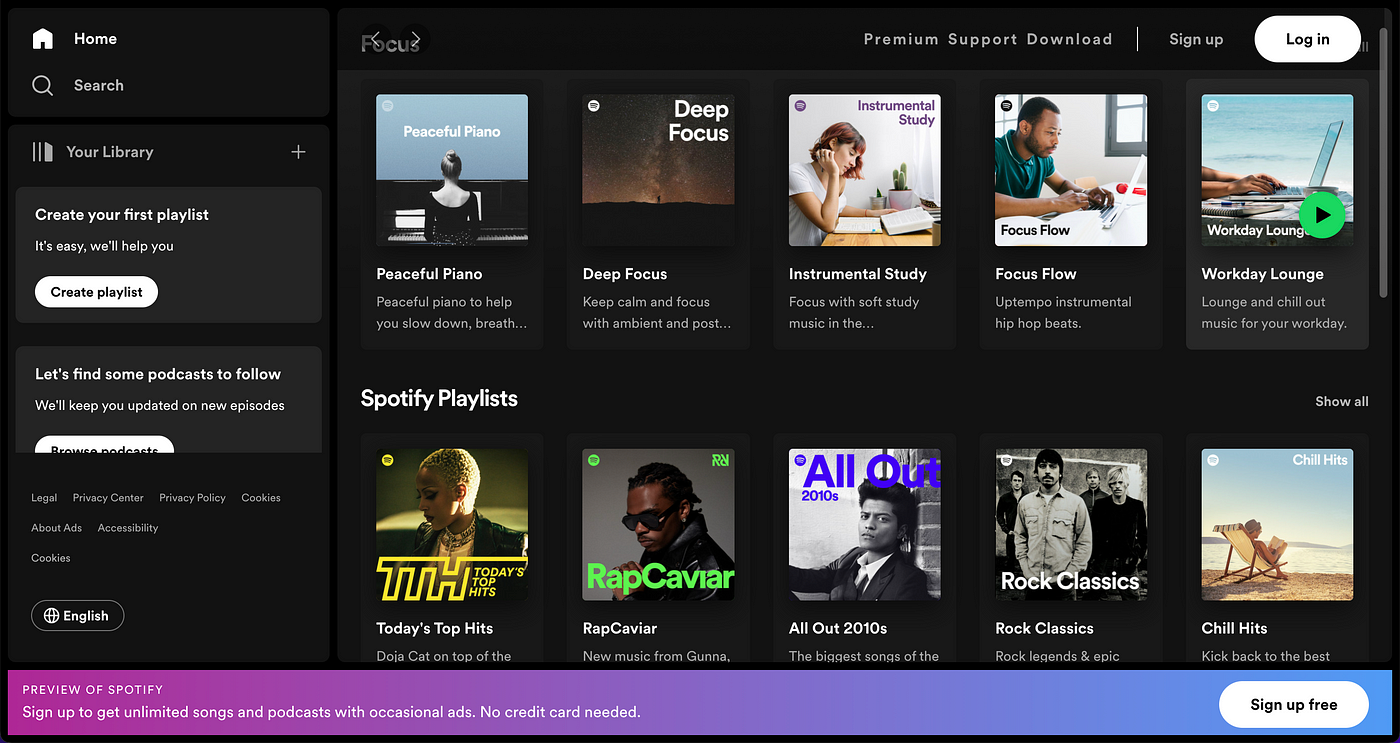 Home
Search
Your Library
Create your first playlist
It's easy, we'll help you
Create playlist
Let's find some podcasts to follow
We'll keep you updated on new episodes
Browse podcasts
Legal Privacy Center Privacy Policy Cookies
About Ads Accessibility
Cookies
English
Focus
Premium Support Download
Sign up
Log in
Peaceful Piano
Deep
Focus
Instrumental
Study
Focus Flow
Workday Loung
Peaceful Piano
Peaceful piano to help
you slow down, breath...
Deep Focus
Keep calm and focus
with ambient and post...
Instrumental Study
Focus with soft study
music in the...
Focus Flow
Uptempo instrumental
hip hop beats.
Workday Lounge
Lounge and chill out
music for your workday.
Spotify Playlists
Show all
TTH TODAY'S
TOP
HITS
RapCaviar
All Out
2010s
Rock Classics
Chill Hits
Today's Top Hits
Doja Cat on top of the
RapCaviar
New music from Gunna,
All Out 2010s
The biggest songs of the
Rock Classics
Rock legends & epic
Chill Hits
Kick back to the best
PREVIEW OF SPOTIFY
Sign up to get unlimited songs and podcasts with occasional ads. No credit card needed.
Sign up free